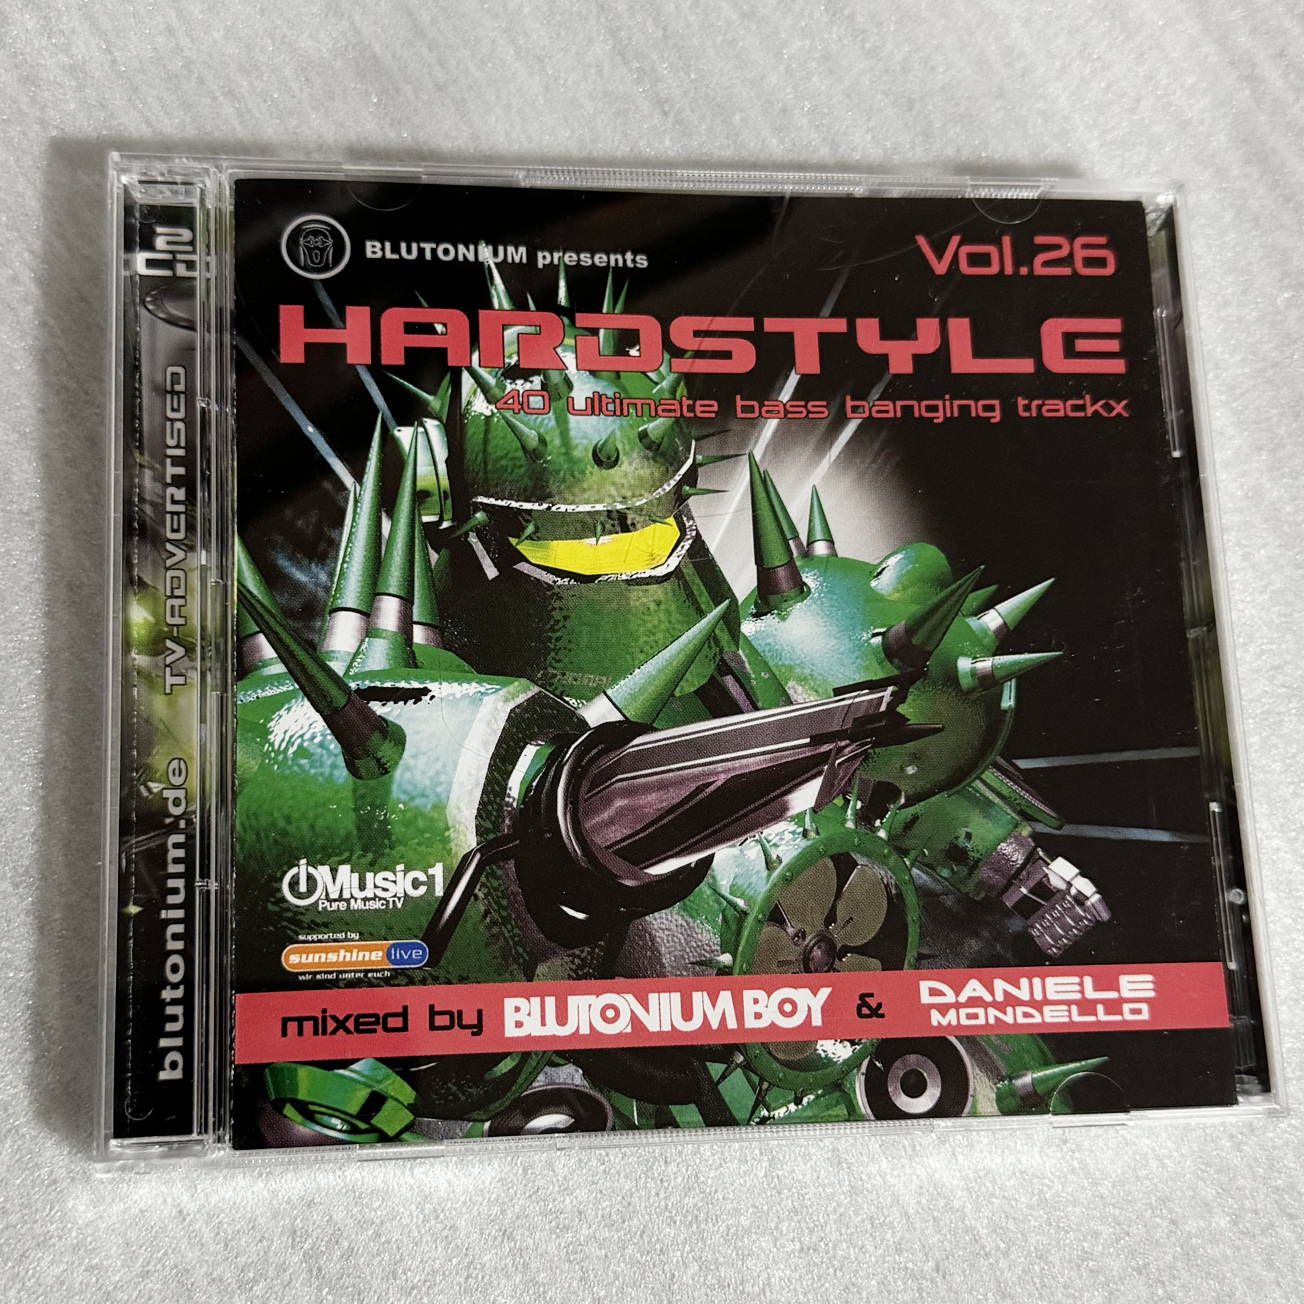 BLUTONIUM presents
Vol.26
HARDSTYLE
40 ultimate bass banging trackx
iMusic1
Pure Music TV
supported by
sunshine live
wir sind unter euch
mixed by BLUTONIUM BOY & DANIELE MONDELLO
blutonium.de TV-ADVERTISED